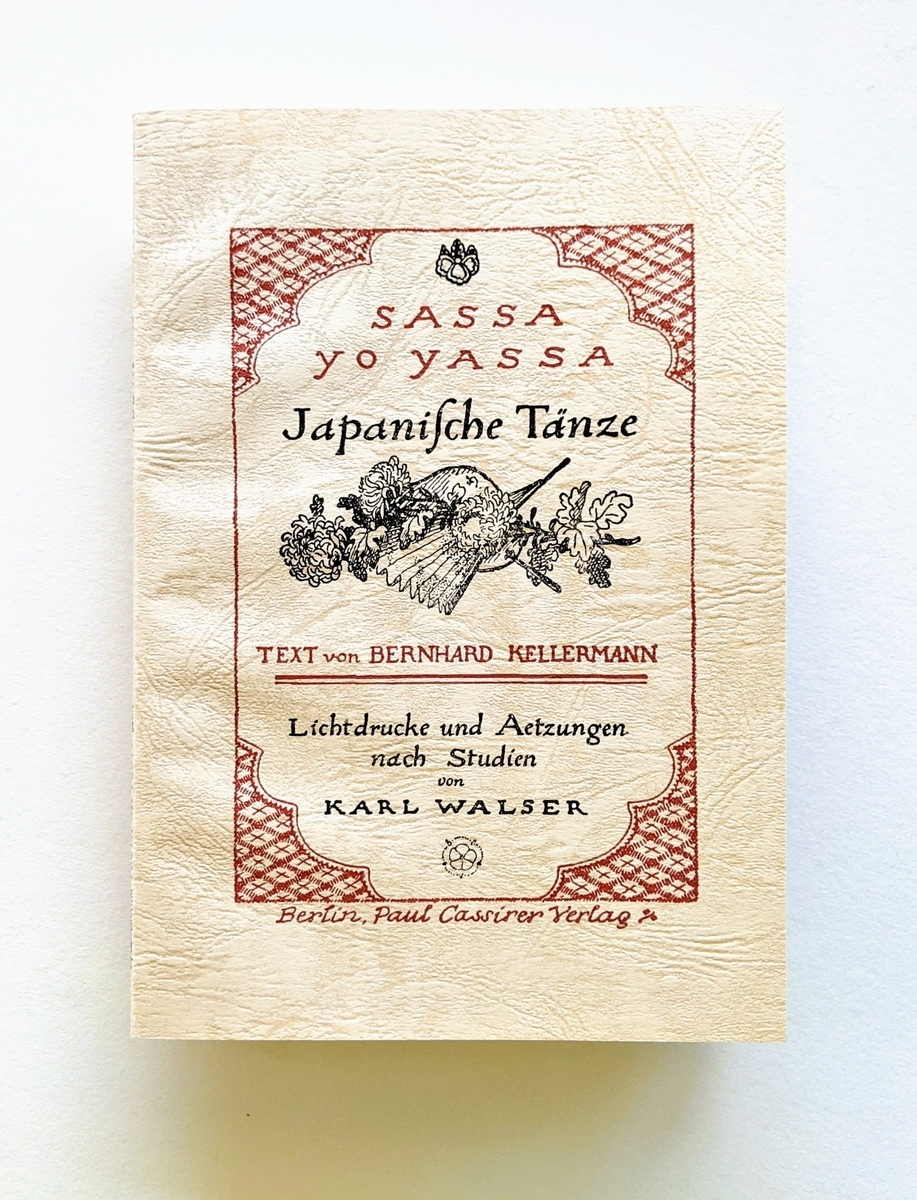 SASSA
YO YASSA
Japaniſche Tänze
TEXT von BERNHARD KELLERMANN
Lichtdrucke und Aetzungen
nach Studien
von
KARL WALSER
Berlin, Paul Cassirer Verlag